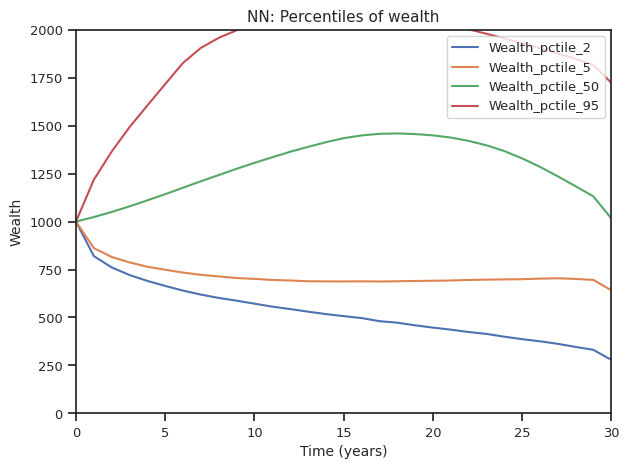 NN: Percentiles of wealth
2000
1750
1500
1250
1000
750
500
250
0
Wealth
Wealth_pctile_2
Wealth_pctile_5
Wealth_pctile_50
Wealth_pctile_95
0 5 10 15 20 25 30
Time (years)